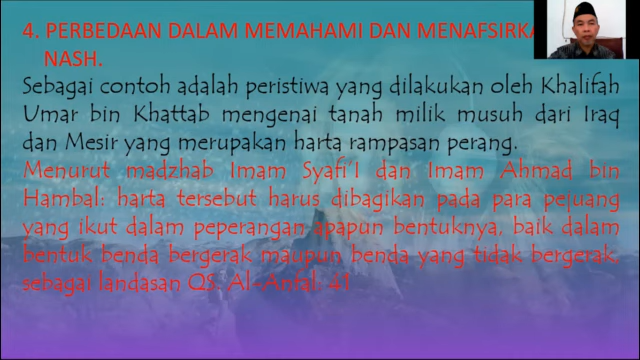 4. PERBEDAAN DALAM MEMAHAMI DAN MENAFSIRKA
NASH.
Sebagai contoh adalah peristiwa yang dilakukan oleh Khalifah
Umar bin Khattab mengenai tanah milik musuh dari Iraq
dan Mesir yang merupakan harta rampasan perang.
Menurut madzhab Imam Syafi'I dan Imam Ahmad bin
Hambal: harta tersebut harus dibagikan pada para pejuang
yang ikut dalam peperangan apapun bentuknya, baik dalam
bentuk benda bergerak maupun benda yang tidak bergerak,
sebagai landasan QS. Al-Anfal: 41